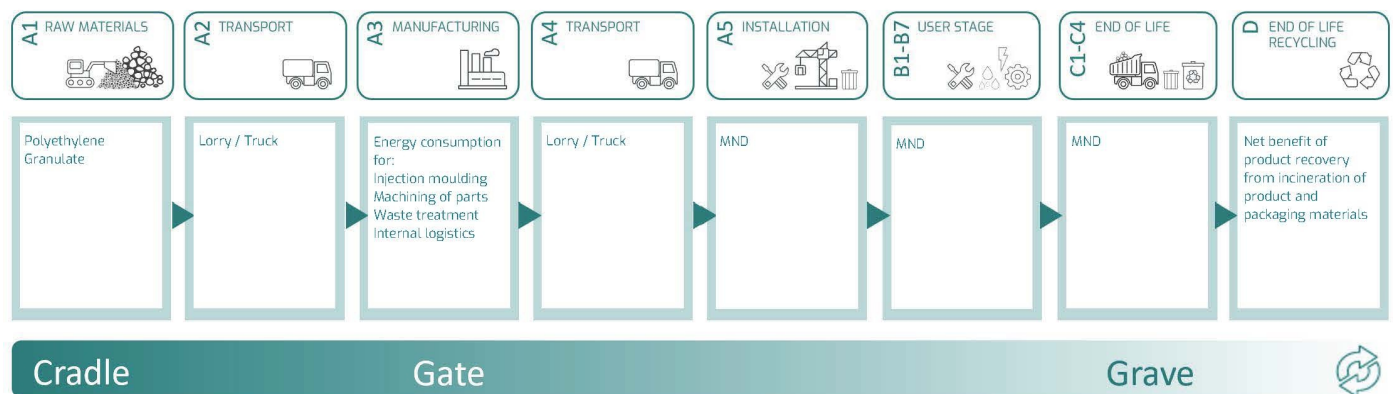 A1 RAW MATERIALS
A2 TRANSPORT
A3 MANUFACTURING
A4 TRANSPORT
A5 INSTALLATION
B1-B7 USER STAGE
C1-C4 END OF LIFE
D END OF LIFE
RECYCLING
Polyethylene
Granulate
Lorry / Truck
Energy consumption
for:
Injection moulding
Machining of parts
Waste treatment
Internal logistics
Lorry / Truck
MND
MND
MND
Net benefit of
product recovery
from incineration of
product and
packaging materials
Cradle
Gate
Grave